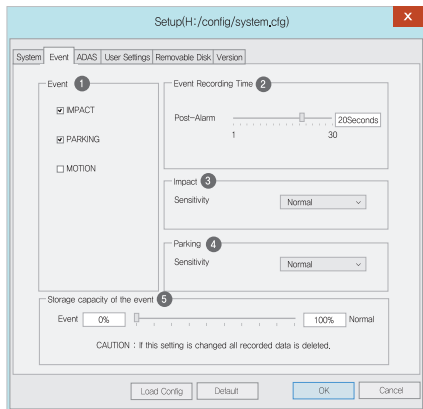 Setup(H:/config/system.cfg)
X
System Event ADAS User Settings Removable Disk Version
Event 1
IMPACT
PARKING
MOTION
Event Recording Time 2
Post-Alarm
20Seconds
1 30
Impact 3
Sensitivity Normal
Parking 4
Sensitivity Normal
Storage capacity of the event 5
Event 0% 100% Normal
CAUTION : If this setting is changed all recorded data is deleted.
Load Config Default OK Cancel